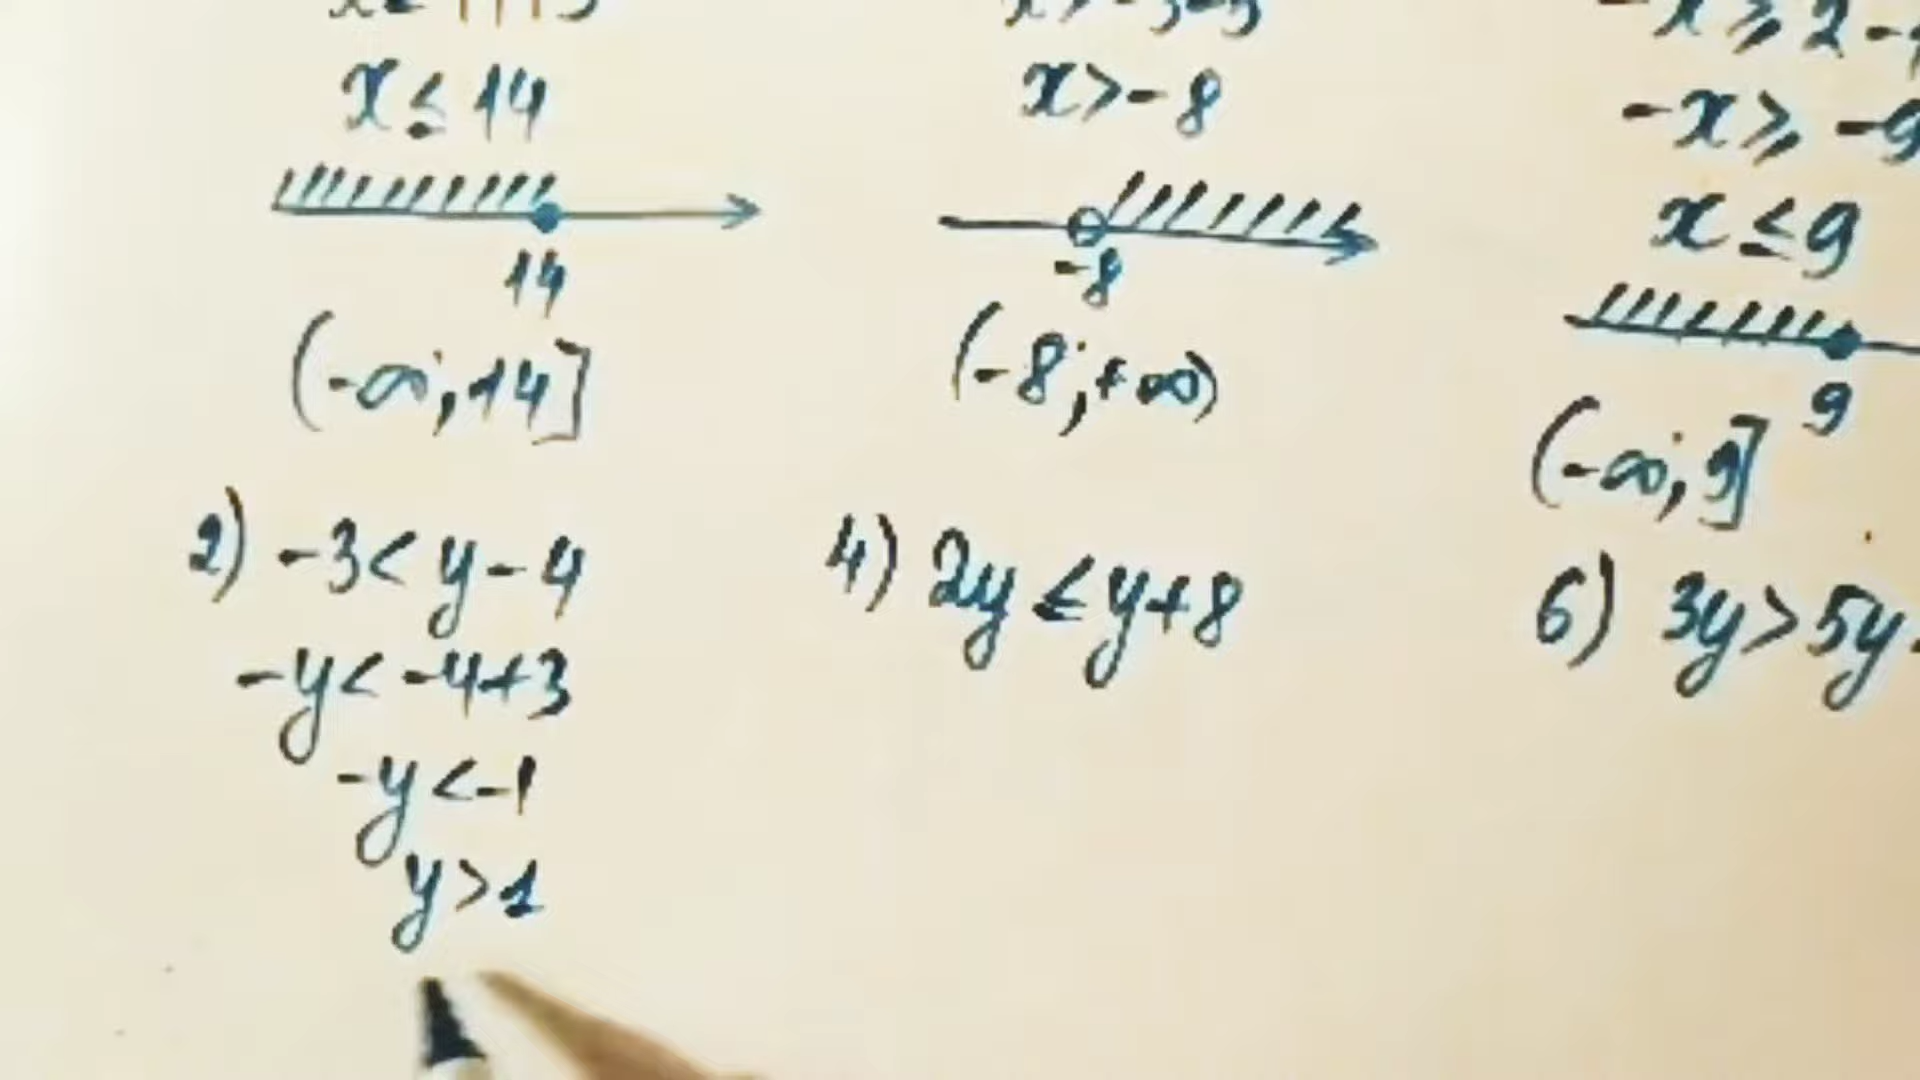 x ≤ 14
14
(-∞; 14]
2) -3 < y - 4
-y < -4+3
-y < -1
y > 1
x > -8
-8
(-8; +∞)
4) 2y ≤ y+8
-x ≥ -9
x ≤ 9
9
(-∞; 9]
6) 3y > 5y